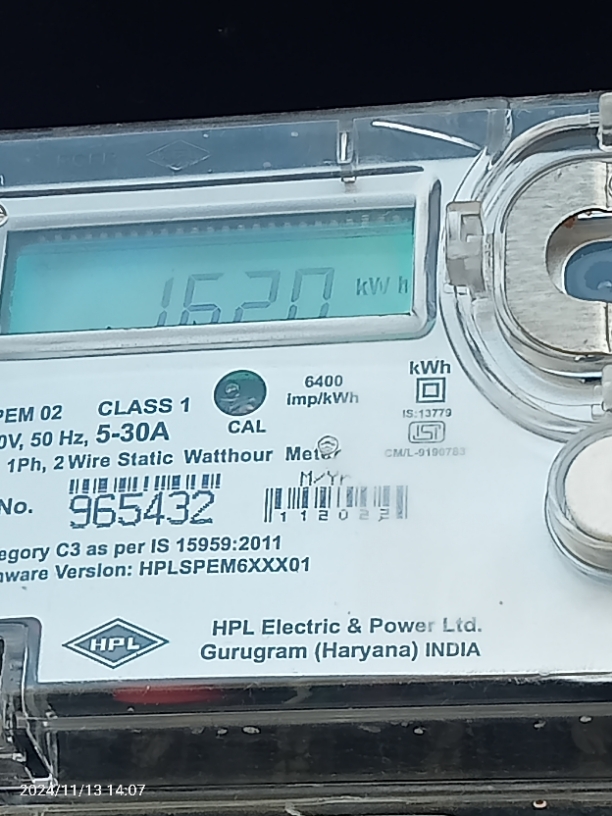 1620 kWh
PEM 02 CLASS 1
0V, 50 Hz, 5-30A
CAL
6400
imp/kWh
kWh
IS:13779
ISI
CM/L-9190783
1Ph, 2 Wire Static Watthour Meter
No. 965432
M/Yr
112022
egory C3 as per IS 15959:2011
ware Version: HPLSPEM6XXX01
HPL
HPL Electric & Power Ltd.
Gurugram (Haryana) INDIA
2024/11/13 14:07